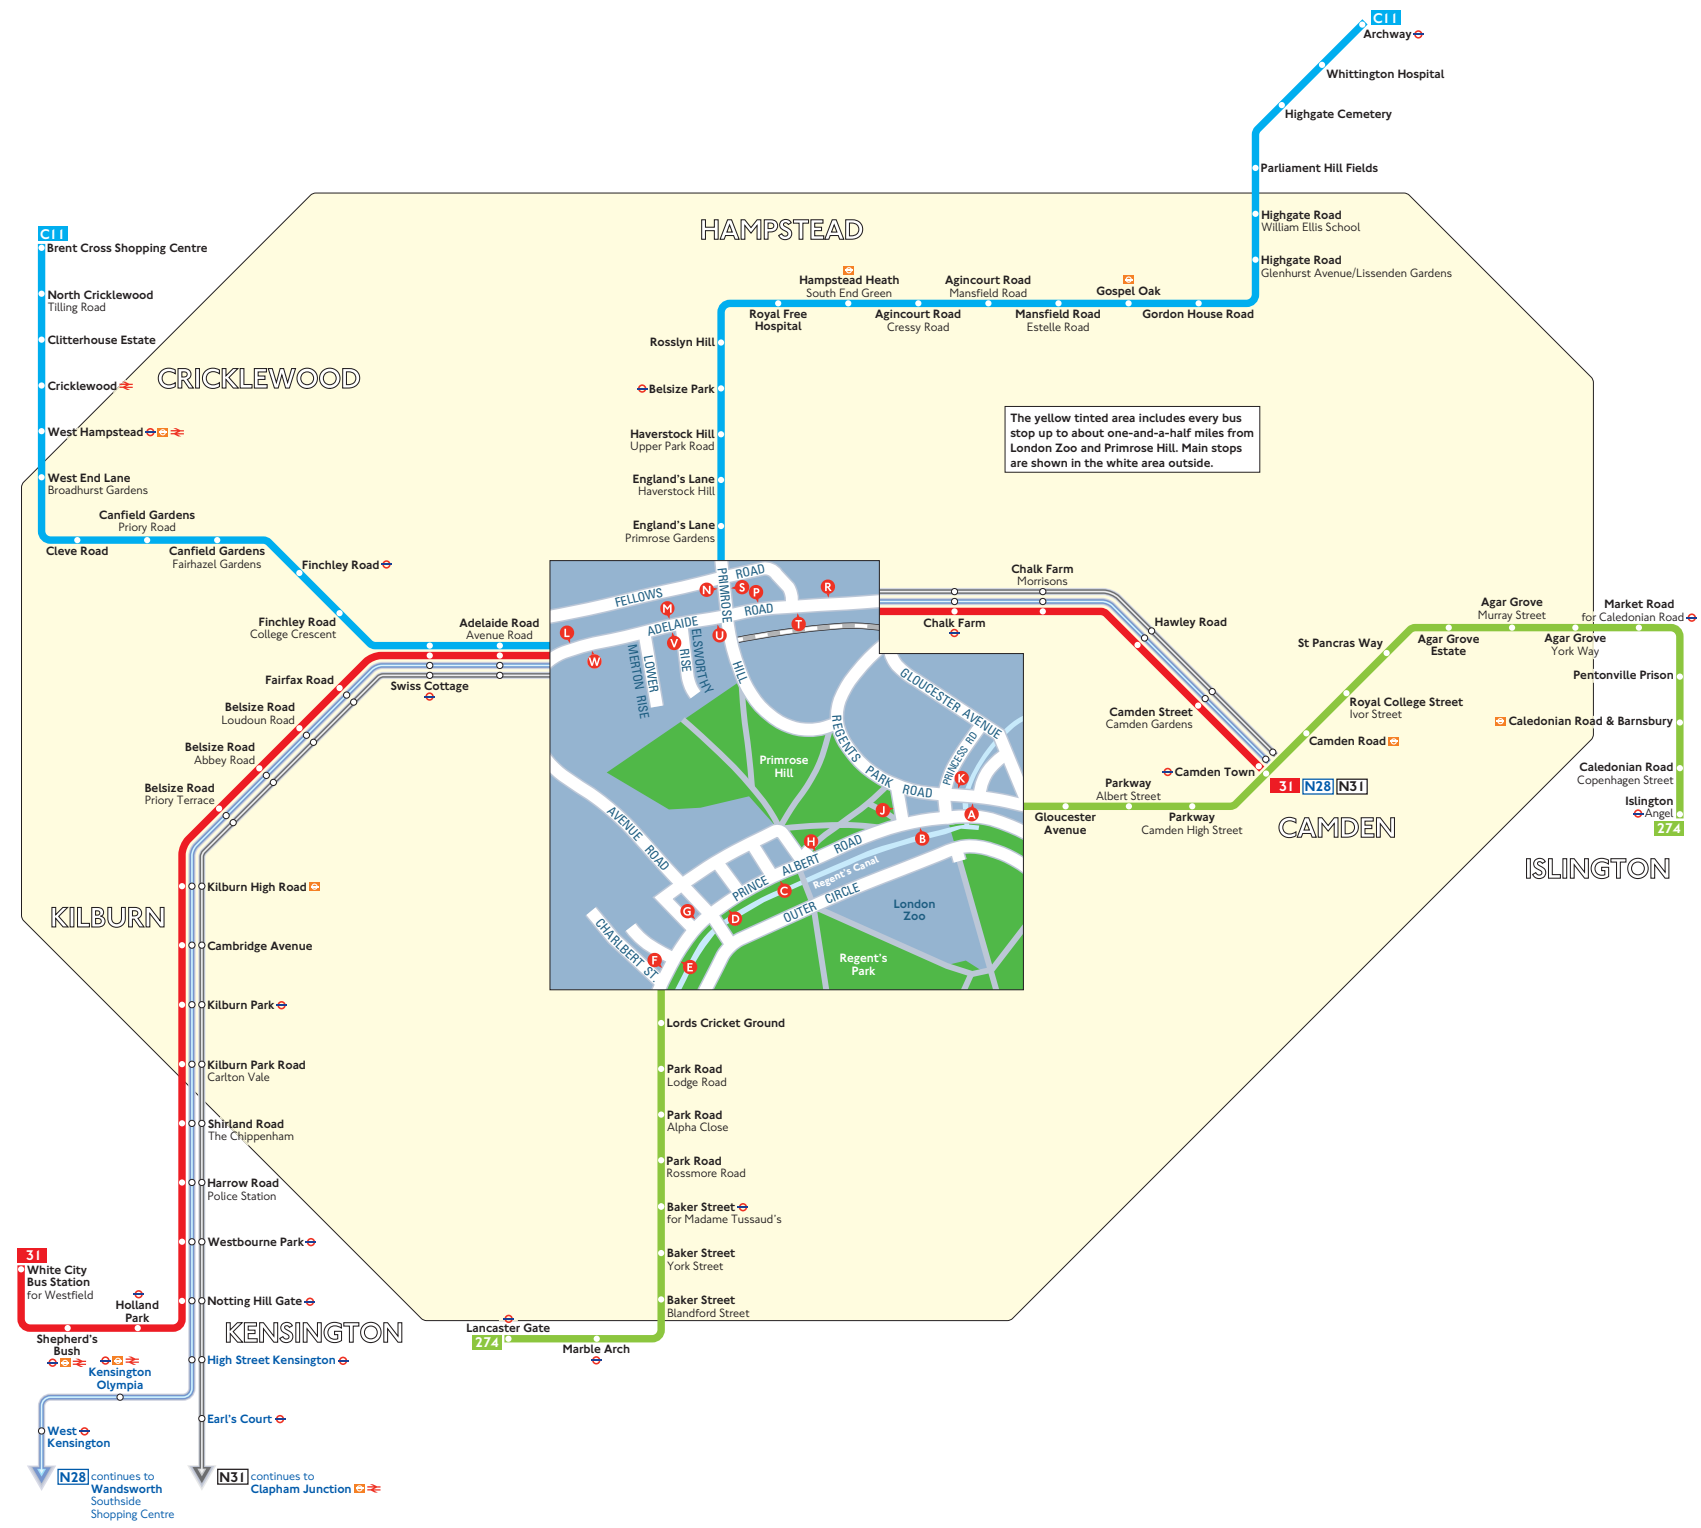 C11
Archway
Whittington Hospital
Highgate Cemetery
Parliament Hill Fields
Highgate Road
William Ellis School
Highgate Road
Glenhurst Avenue/Lissenden Gardens
HAMPSTEAD
Hampstead Heath
South End Green
Agincourt Road
Mansfield Road
Gospel Oak
Royal Free
Hospital
Agincourt Road
Cressy Road
Mansfield Road
Estelle Road
Gordon House Road
Rosslyn Hill
Belsize Park
Haverstock Hill
Upper Park Road
England's Lane
Haverstock Hill
England's Lane
Primrose Gardens
C11
Brent Cross Shopping Centre
North Cricklewood
Tilling Road
Clitterhouse Estate
Cricklewood
CRICKLEWOOD
West Hampstead
West End Lane
Broadhurst Gardens
Canfield Gardens
Priory Road
Cleve Road
Canfield Gardens
Fairhazel Gardens
Finchley Road
Finchley Road
College Crescent
Adelaide Road
Avenue Road
Swiss Cottage
The yellow tinted area includes every bus
stop up to about one-and-a-half miles from
London Zoo and Primrose Hill. Main stops
are shown in the white area outside.
Fairfax Road
Belsize Road
Loudoun Road
Belsize Road
Abbey Road
Belsize Road
Priory Terrace
Kilburn High Road
KILBURN
Cambridge Avenue
Kilburn Park
Kilburn Park Road
Carlton Vale
Shirland Road
The Chippenham
Harrow Road
Police Station
Westbourne Park
Notting Hill Gate
31
White City
Bus Station
for Westfield
Holland
Park
Shepherd's
Bush
KENSINGTON
High Street Kensington
Kensington
Olympia
Earl's Court
West
Kensington
N28
continues to
Wandsworth
Southside
Shopping Centre
N31
continues to
Clapham Junction
FELLOWS
ROAD
PRIMROSE
HILL
ADELAIDE
ROAD
LOWER
MERTON RISE
ELSWORTHY
RISE
GLOUCESTER AVENUE
PRINCESS RD
REGENTS PARK ROAD
Primrose
Hill
AVENUE ROAD
PRINCE ALBERT ROAD
Regent's Canal
OUTER CIRCLE
CHARLBERT ST.
London
Zoo
Regent's
Park
N
S
P
R
M
L
V
U
T
W
K
J
A
B
H
C
G
D
F
E
Chalk Farm
Morrisons
Chalk Farm
Hawley Road
Camden Street
Camden Gardens
Camden Town
31
N28
N31
CAMDEN
Gloucester
Avenue
Parkway
Albert Street
Parkway
Camden High Street
Camden Road
Royal College Street
Ivor Street
St Pancras Way
Agar Grove
Estate
Agar Grove
Murray Street
Agar Grove
York Way
Market Road
for Caledonian Road
Pentonville Prison
Caledonian Road & Barnsbury
Caledonian Road
Copenhagen Street
Islington
Angel
274
ISLINGTON
Lords Cricket Ground
Park Road
Lodge Road
Park Road
Alpha Close
Park Road
Rossmore Road
Baker Street
for Madame Tussaud's
Baker Street
York Street
Baker Street
Blandford Street
Lancaster Gate
274
Marble Arch